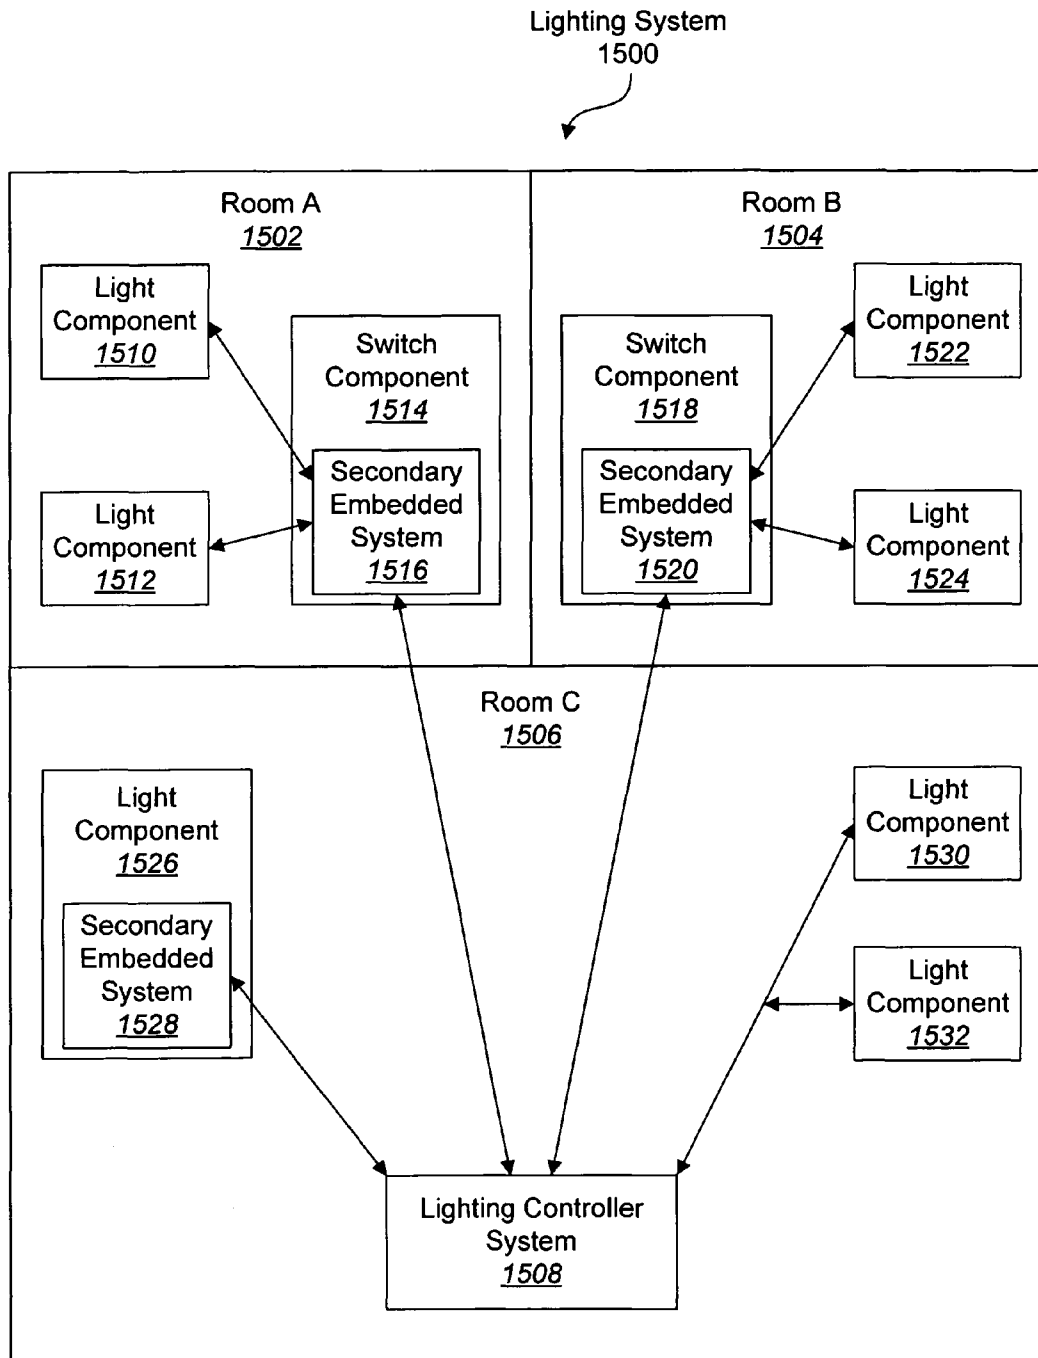 Lighting System
1500
Room A
1502
Light
Component
1510
Switch
Component
1514
Secondary
Embedded
System
1516
Light
Component
1512
Room B
1504
Switch
Component
1518
Secondary
Embedded
System
1520
Light
Component
1522
Light
Component
1524
Room C
1506
Light
Component
1526
Secondary
Embedded
System
1528
Light
Component
1530
Light
Component
1532
Lighting Controller
System
1508